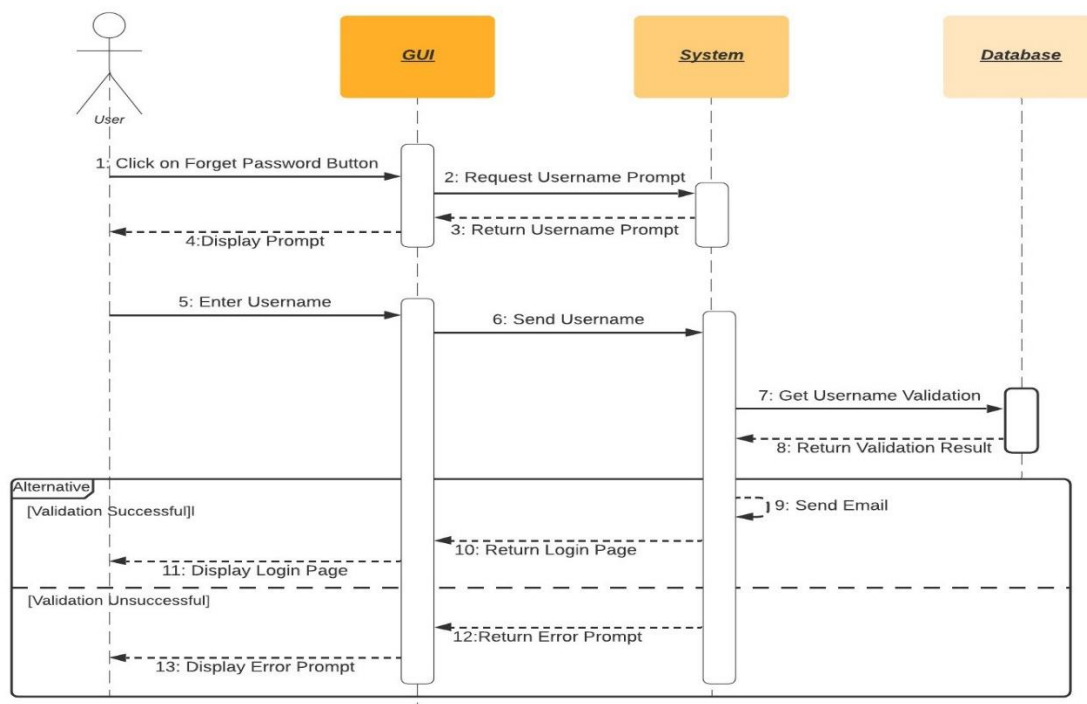 GUI
System
Database
User
1: Click on Forget Password Button
2: Request Username Prompt
3: Return Username Prompt
4:Display Prompt
5: Enter Username
6: Send Username
7: Get Username Validation
8: Return Validation Result
Alternative
[Validation Successful]l
9: Send Email
10: Return Login Page
11: Display Login Page
[Validation Unsuccessful]
12:Return Error Prompt
13: Display Error Prompt